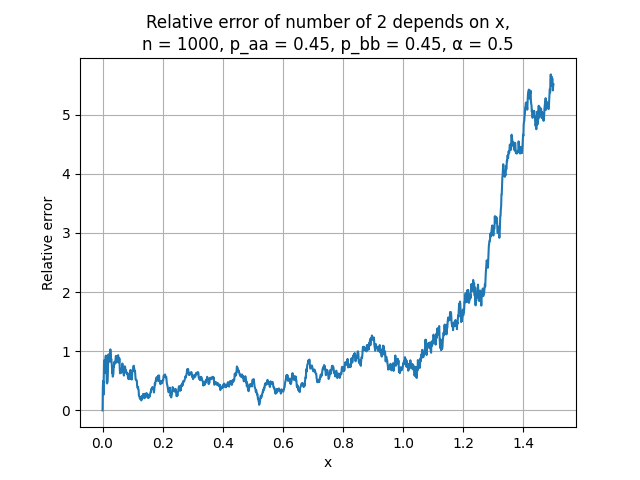 Relative error of number of 2 depends on x,
n = 1000, p_aa = 0.45, p_bb = 0.45, α = 0.5
Relative error
5
4
3
2
1
0
0.0 0.2 0.4 0.6 0.8 1.0 1.2 1.4
x